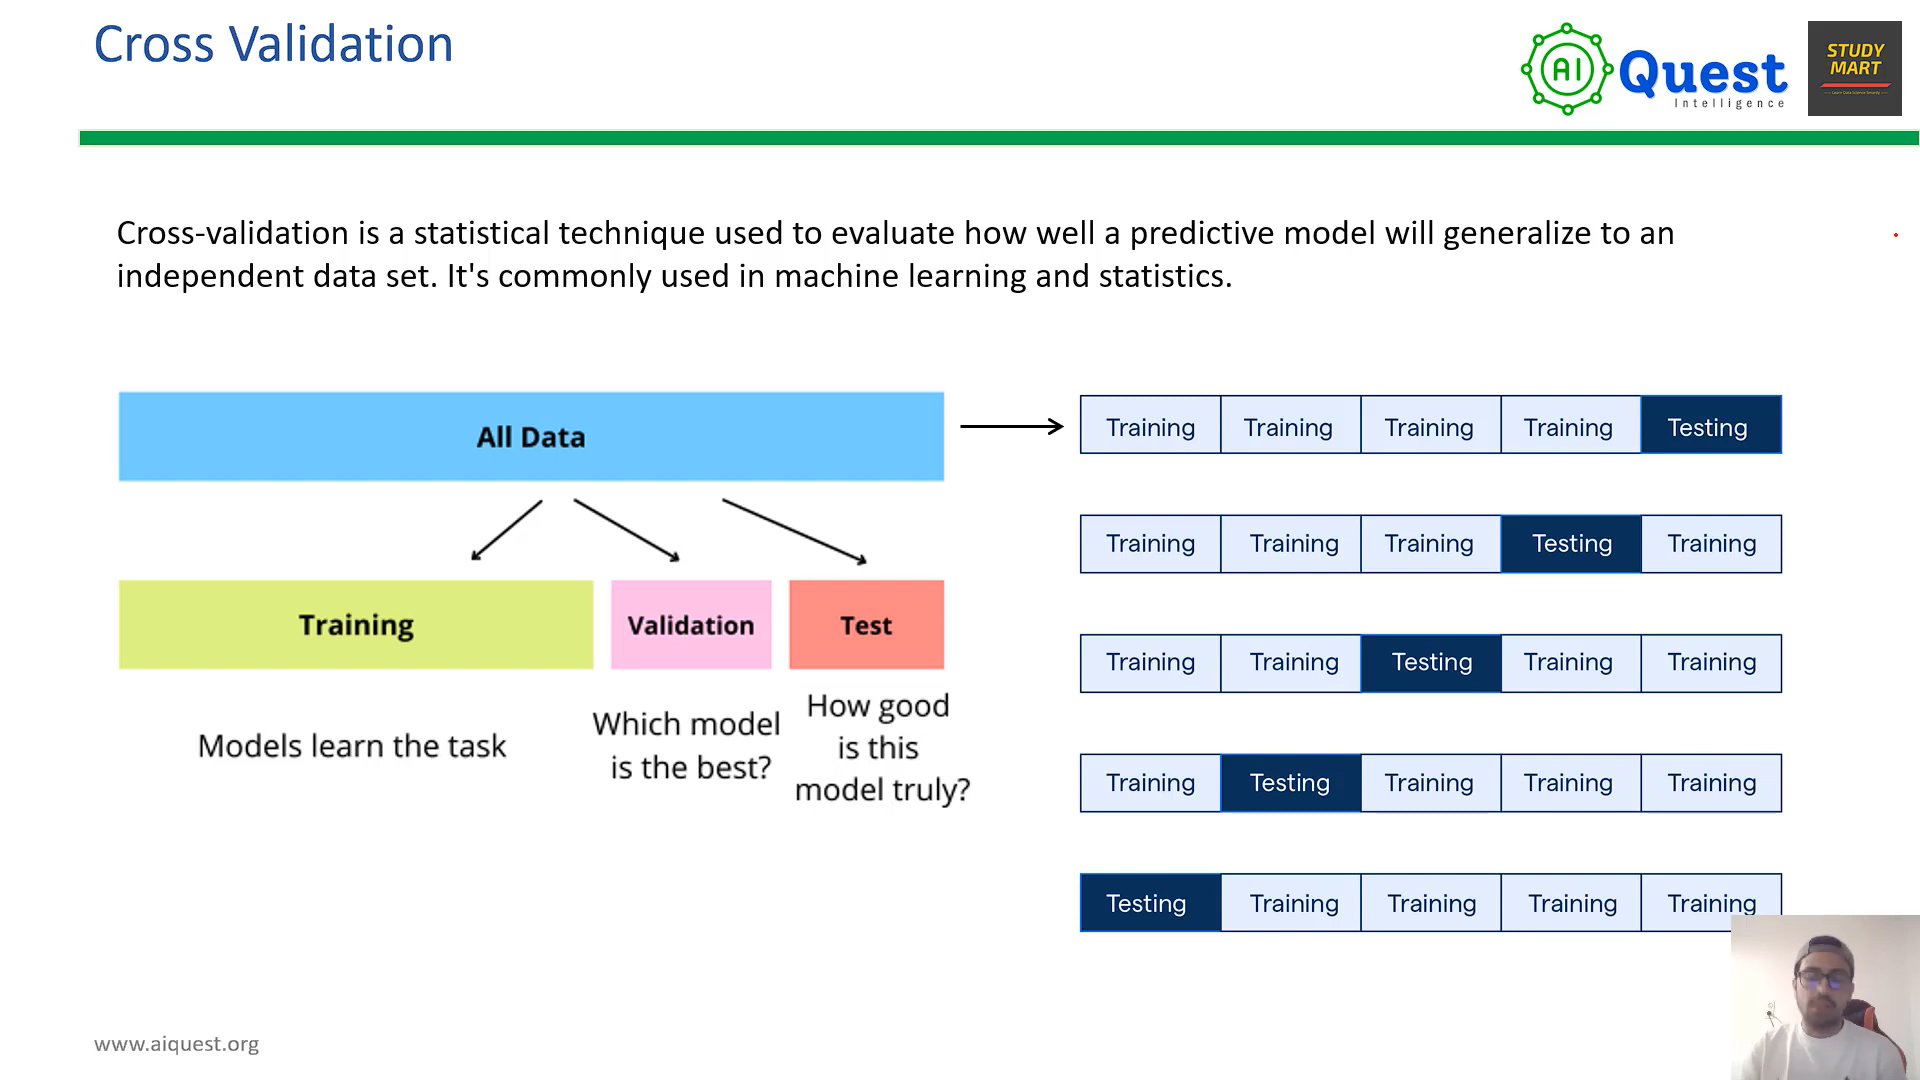 Cross Validation
AI
Quest
Intelligence
STUDY
MART
Cross-validation is a statistical technique used to evaluate how well a predictive model will generalize to an
independent data set. It's commonly used in machine learning and statistics.
All Data
Training
Validation
Test
Models learn the task
Which model
is the best?
How good
is this
model truly?
Training Training Training Training Testing
Training Training Training Testing Training
Training Training Testing Training Training
Training Testing Training Training Training
Testing Training Training Training Training
www.aiquest.org